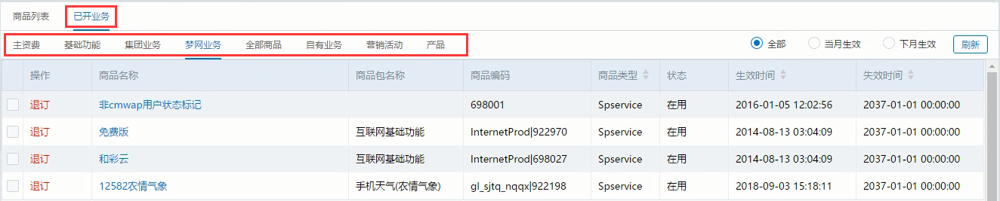 商品列表 已开业务
主资费 基础功能 集团业务 梦网业务 全部商品 自有业务 营销活动 产品 全部 当月生效 下月生效 刷新
操作 商品名称 商品包名称 商品编码 商品类型 状态 生效时间 失效时间
退订 非cmwap用户状态标记 698001 Spservice 在用 2016-01-05 12:02:56 2037-01-01 00:00:00
退订 免费版 互联网基础功能 InternetProd|922970 Spservice 在用 2014-08-13 03:04:09 2037-01-01 00:00:00
退订 和彩云 互联网基础功能 InternetProd|698027 Spservice 在用 2014-08-13 03:04:09 2037-01-01 00:00:00
退订 12582农情气象 手机天气(农情气象) gl_sjtq_nqqx|922198 Spservice 在用 2018-09-03 15:18:11 2037-01-01 00:00:00